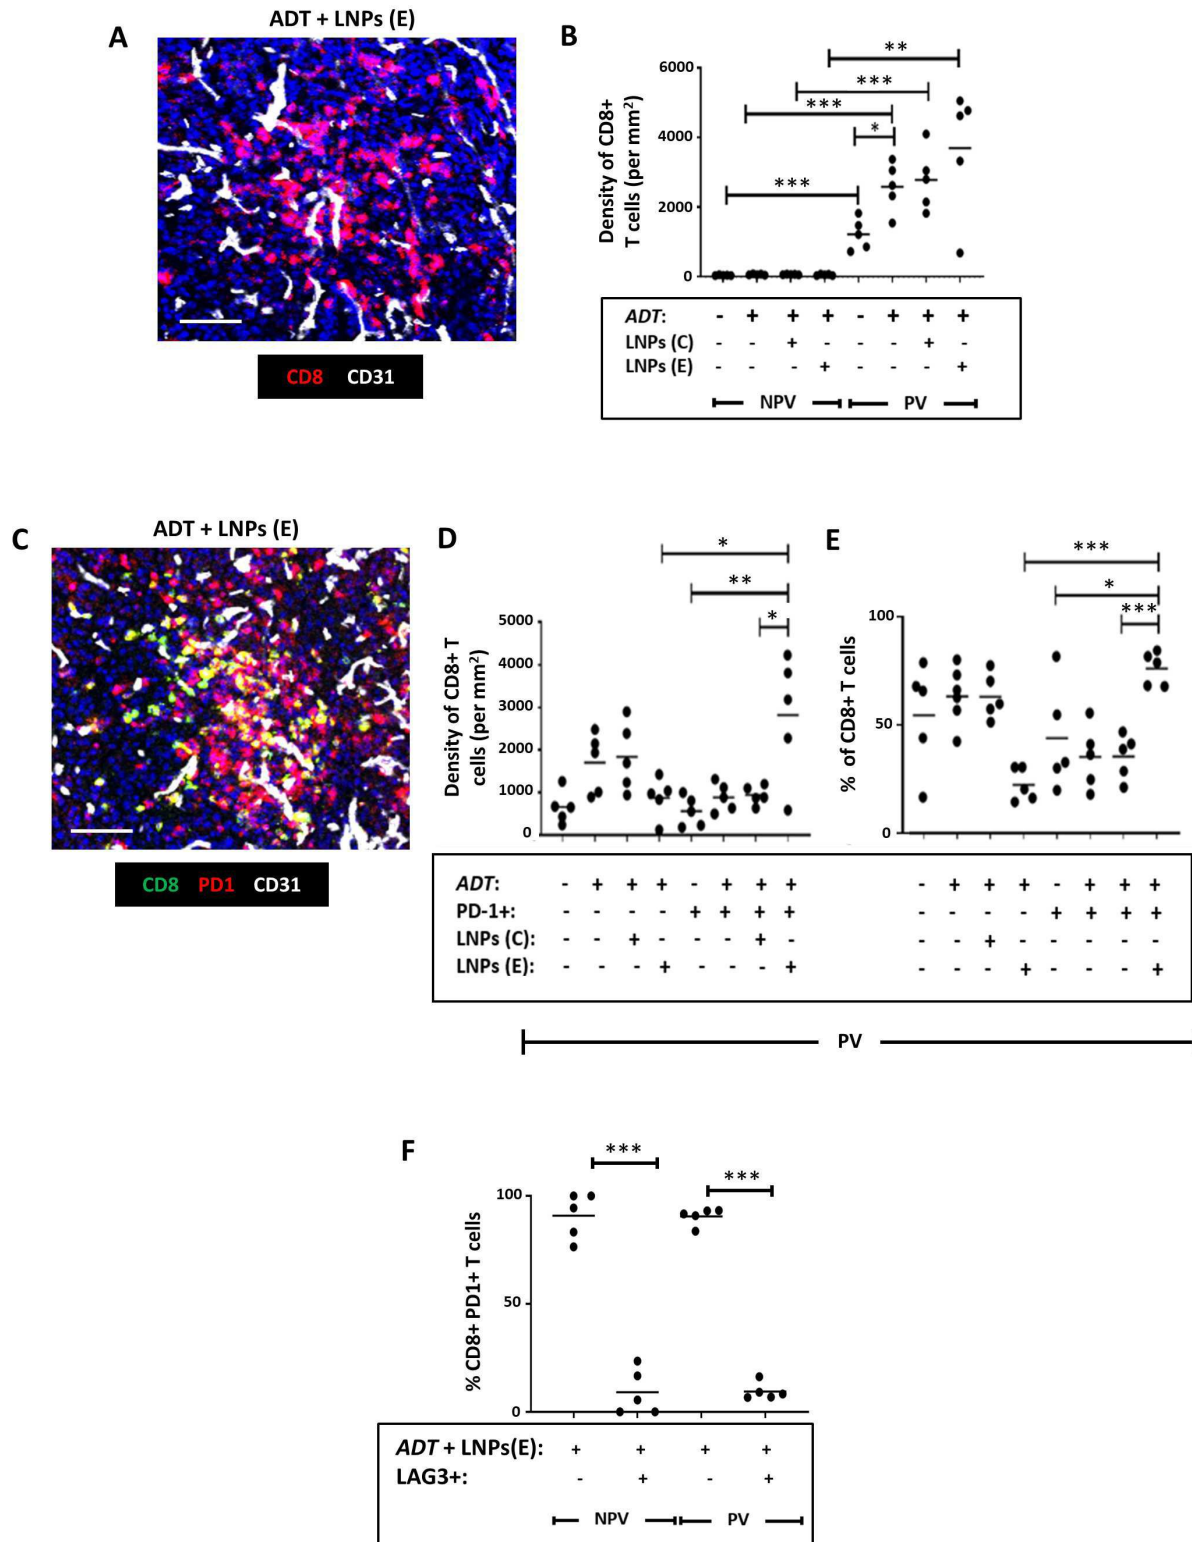 ADT + LNPs (E)
A
CD8 CD31
B
**
***
***
*
***
Density of CD8+
T cells (per mm2)
6000
4000
2000
0
ADT: - + + + - + + +
LNPs (C) - - + - - - + -
LNPs (E) - - - + - - - +
NPV PV
ADT + LNPs (E)
C
CD8 PD1 CD31
D
*
**
*
Density of CD8+ T
cells (per mm2)
5000
4000
3000
2000
1000
0
E
***
*
***
% of CD8+ T cells
100
50
0
ADT: - + + + - + + + - + + + - + + +
PD-1+: - - - - + + + + - - - - + + + +
LNPs (C): - - + - - - + - - - + - - - - -
LNPs (E): - - - + - - - + - - - + - - - +
PV
F
***
***
% CD8+ PD1+ T cells
100
50
0
ADT + LNPs(E): + + + +
LAG3+: - + - +
NPV PV